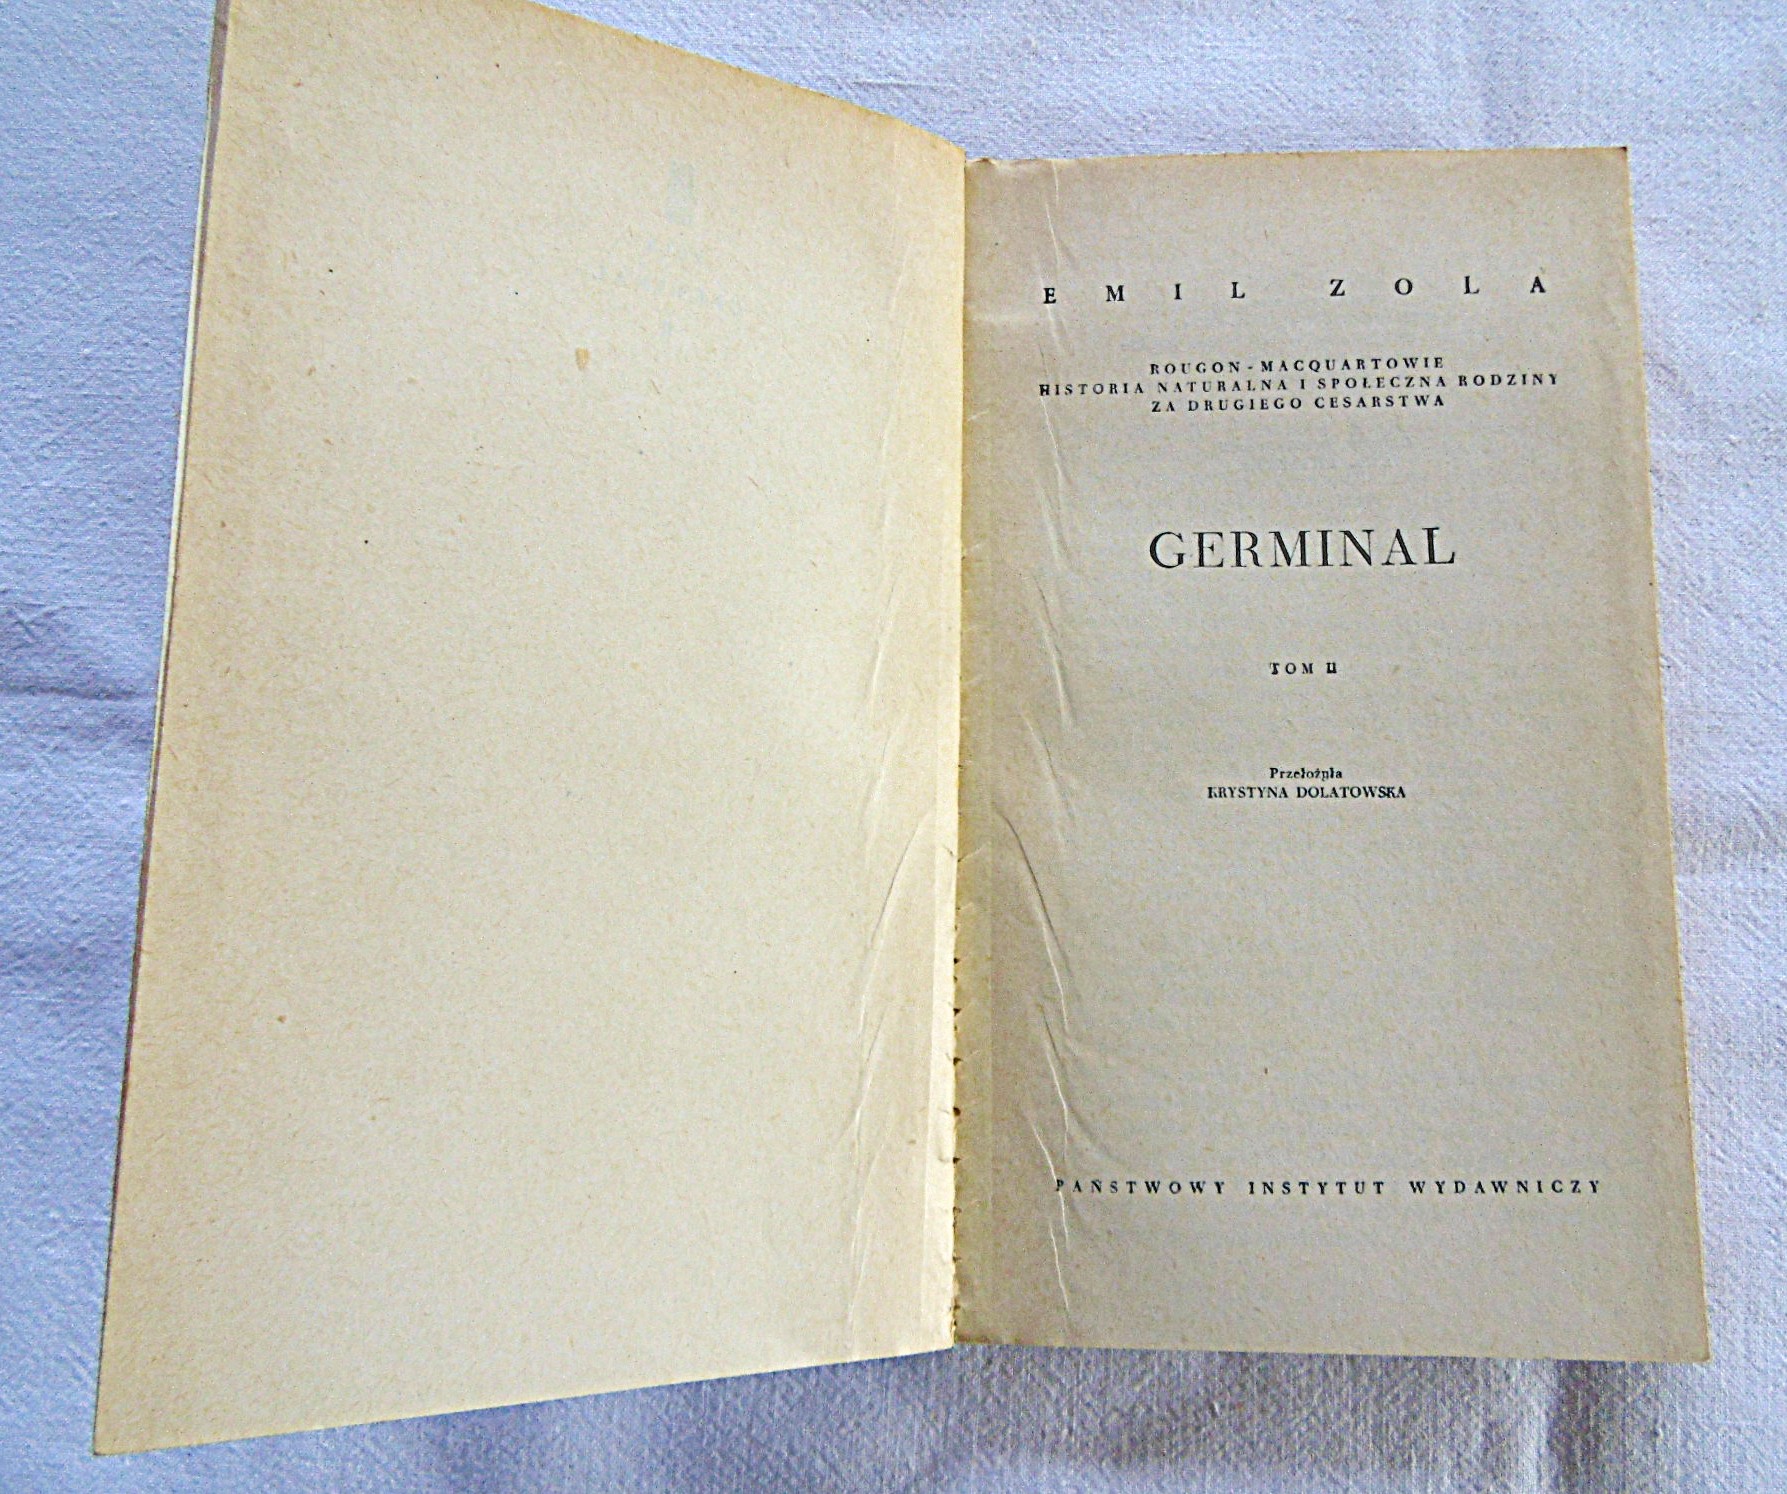 EMIL ZOLA
ROUGON-MACQUARTOWIE
HISTORIA NATURALNA I SPOŁECZNA RODZINY
ZA DRUGIEGO CESARSTWA
GERMINAL
TOM II
Przełożyła
KRYSTYNA DOLATOWSKA
PAŃSTWOWY INSTYTUT WYDAWNICZY